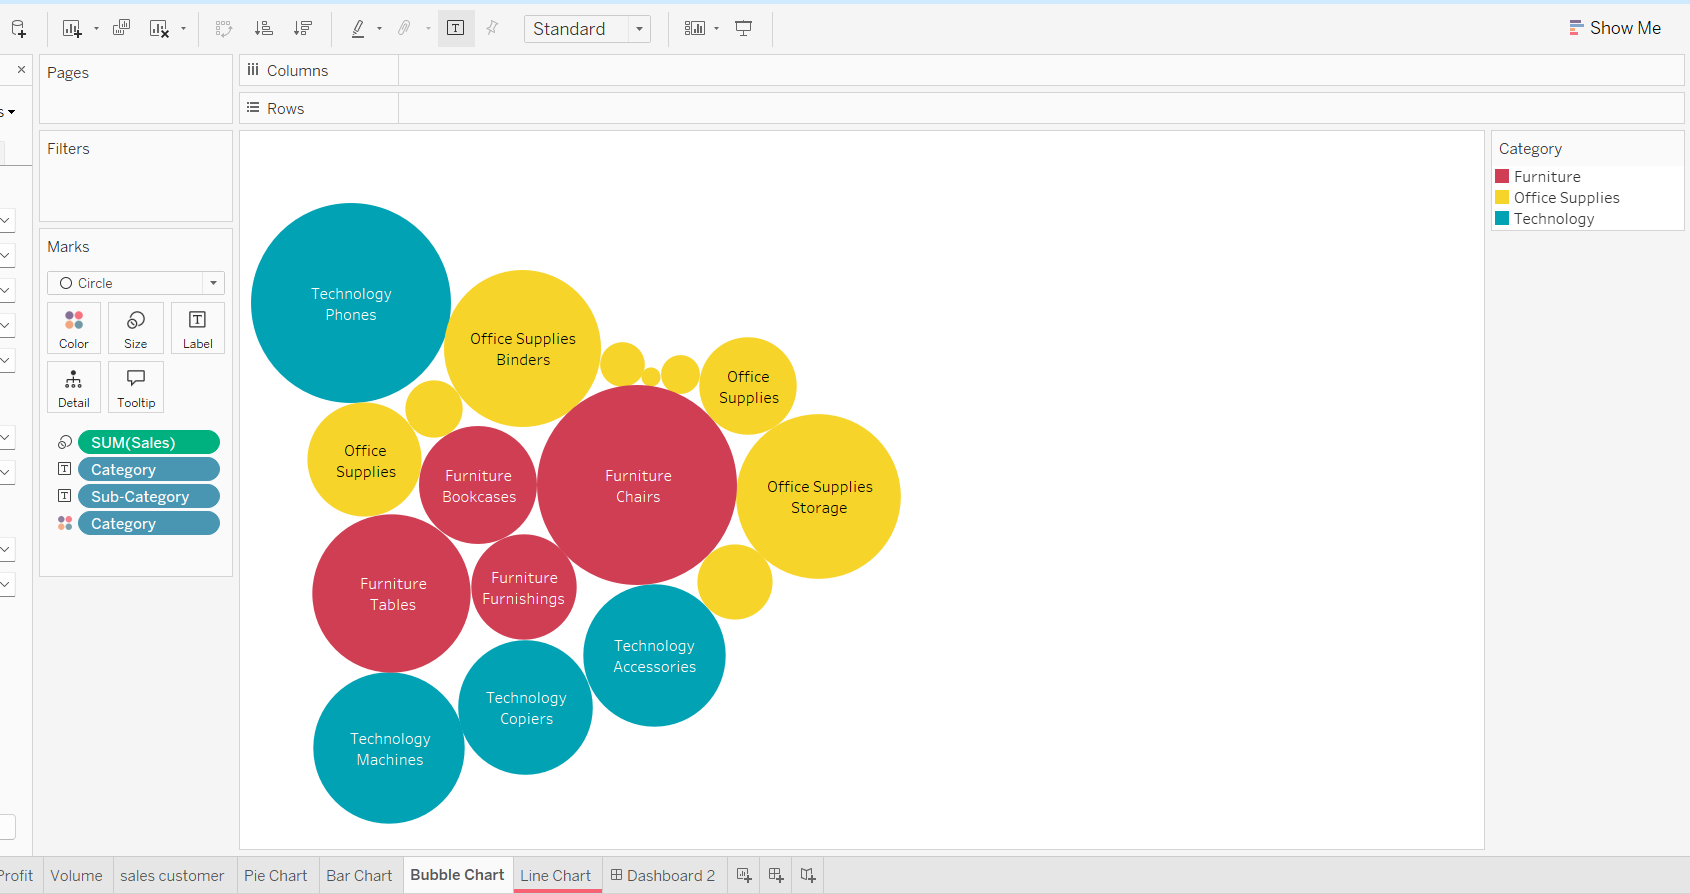 Standard
Show Me
Pages
Columns
Rows
Filters
Marks
Circle
Color
Size
Label
Detail
Tooltip
SUM(Sales)
Category
Sub-Category
Category
Technology
Phones
Office Supplies
Binders
Office
Supplies
Office
Supplies
Furniture
Bookcases
Furniture
Chairs
Office Supplies
Storage
Furniture
Tables
Furniture
Furnishings
Technology
Accessories
Technology
Copiers
Technology
Machines
Category
Furniture
Office Supplies
Technology
Profit
Volume
sales customer
Pie Chart
Bar Chart
Bubble Chart
Line Chart
Dashboard 2